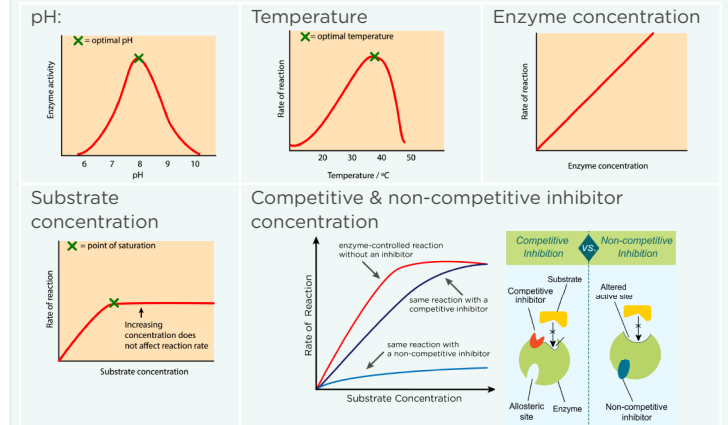 pH:
X = optimal pH
Enzyme activity
6 7 8 9 10
pH
Temperature
X = optimal temperature
Rate of reaction
20 30 40 50
Temperature / ºC
Enzyme concentration
Rate of reaction
Enzyme concentration
Substrate
concentration
X = point of saturation
Rate of reaction
Increasing
concentration does
not affect reaction rate
Substrate concentration
Competitive & non-competitive inhibitor
concentration
enzyme-controlled reaction
without an inhibitor
same reaction with a
competitive inhibitor
same reaction with
a non-competitive inhibitor
Rate of Reaction
Substrate Concentration
Competitive
Inhibition
VS.
Non-competitive
Inhibition
Substrate
Competitive
inhibitor
Allosteric
site
Enzyme
Altered
active site
Non-competitive
inhibitor